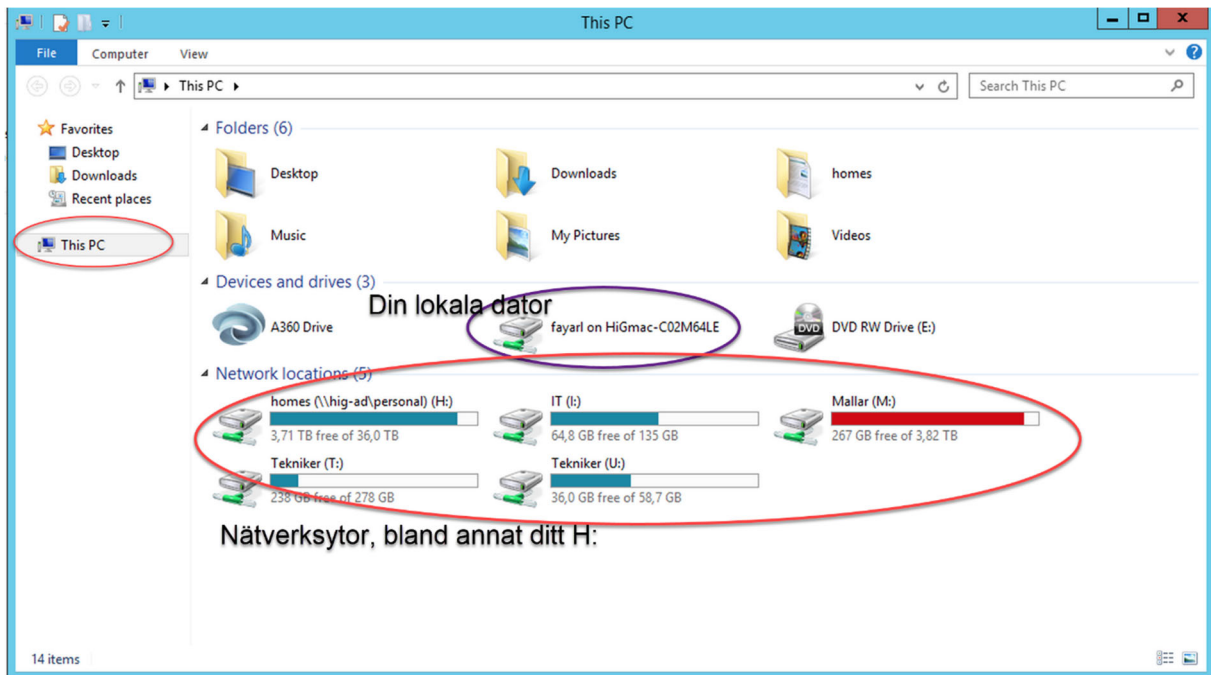 This PC
File Computer View
This PC
Search This PC
Favorites
Desktop
Downloads
Recent places
This PC
Folders (6)
Desktop
Downloads
homes
Music
My Pictures
Videos
Devices and drives (3)
Din lokala dator
A360 Drive
fayarl on HiGmac-C02M64LE
DVD
DVD RW Drive (E:)
Network locations (5)
homes (\\hig-ad\personal) (H:)
3,71 TB free of 36,0 TB
IT (I:)
64,8 GB free of 135 GB
Mallar (M:)
267 GB free of 3,82 TB
Tekniker (T:)
238 GB free of 278 GB
Tekniker (U:)
36,0 GB free of 58,7 GB
Nätverksytor, bland annat ditt H:
14 items